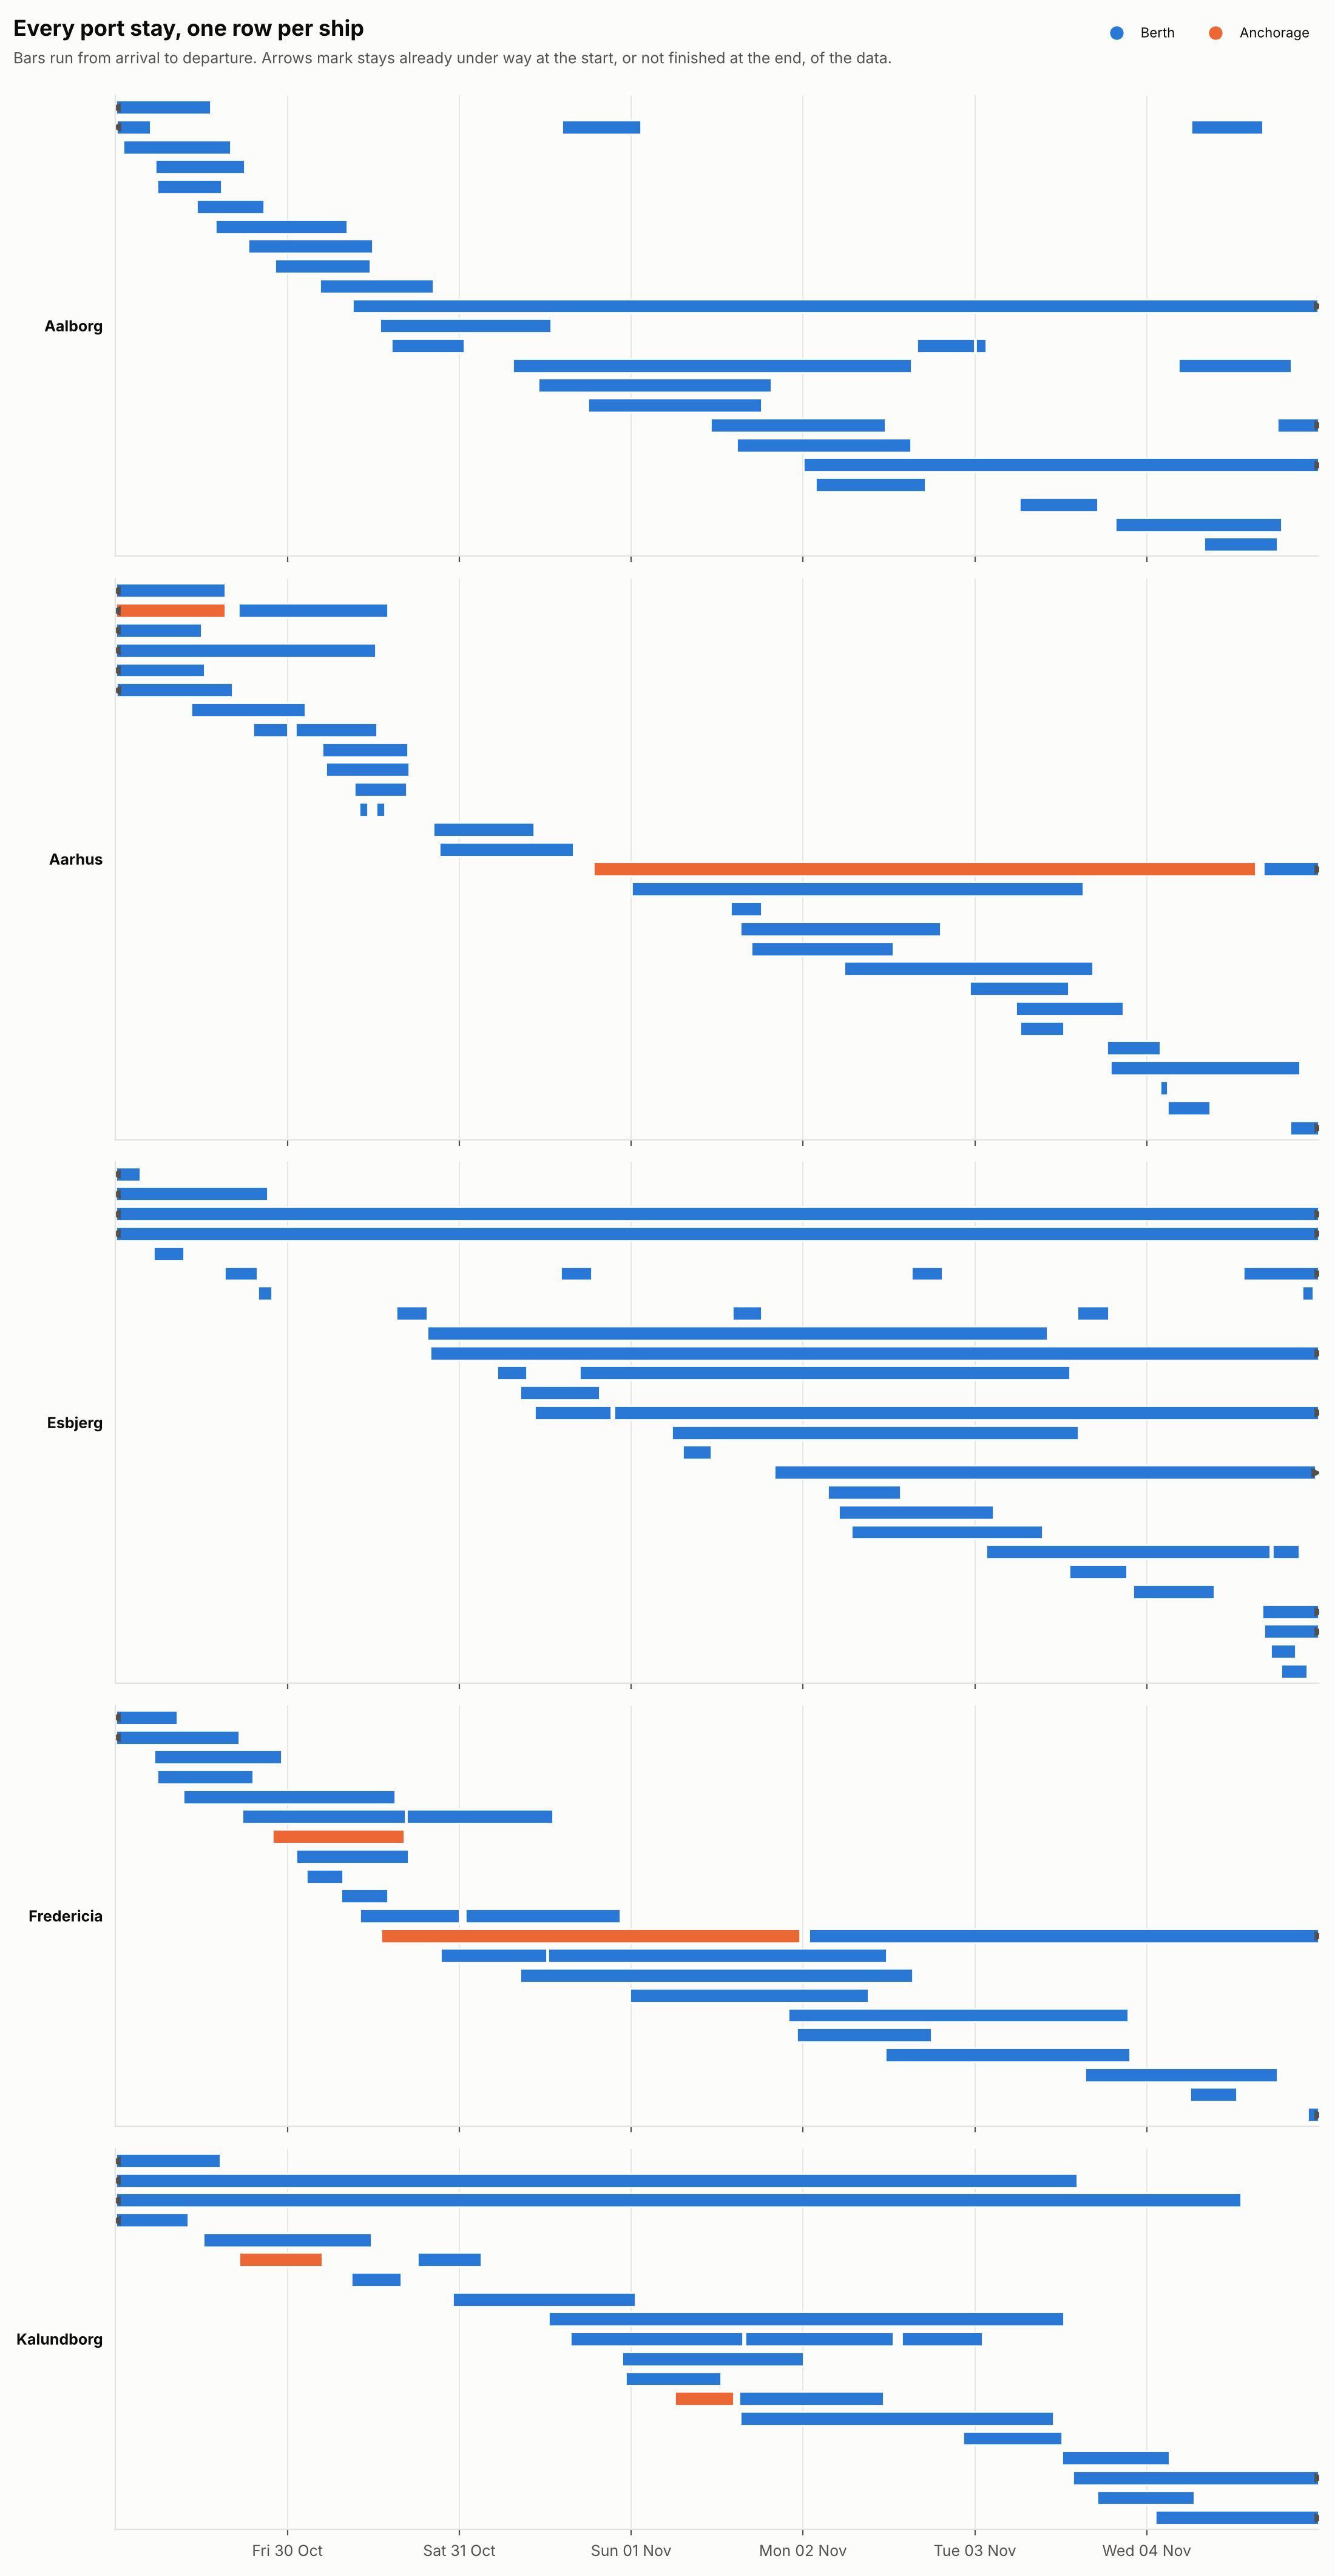 Every port stay, one row per ship
Berth
Anchorage
Bars run from arrival to departure. Arrows mark stays already under way at the start, or not finished at the end, of the data.
Aalborg
Aarhus
Esbjerg
Fredericia
Kalundborg
Fri 30 Oct
Sat 31 Oct
Sun 01 Nov
Mon 02 Nov
Tue 03 Nov
Wed 04 Nov